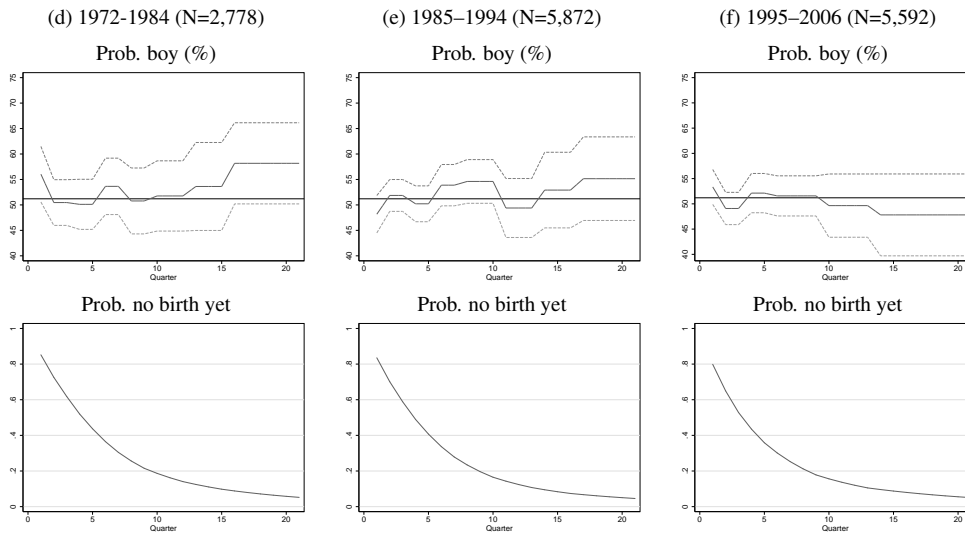 (d) 1972-1984 (N=2,778)
(e) 1985–1994 (N=5,872)
(f) 1995–2006 (N=5,592)
Prob. boy (%)
Prob. boy (%)
Prob. boy (%)
40 45 50 55 60 65 70 75
0 5 10 15 20
Quarter
40 45 50 55 60 65 70 75
0 5 10 15 20
Quarter
40 45 50 55 60 65 70 75
0 5 10 15 20
Quarter
Prob. no birth yet
Prob. no birth yet
Prob. no birth yet
0 .2 .4 .6 .8 1
0 5 10 15 20
Quarter
0 .2 .4 .6 .8 1
0 5 10 15 20
Quarter
0 .2 .4 .6 .8 1
0 5 10 15 20
Quarter